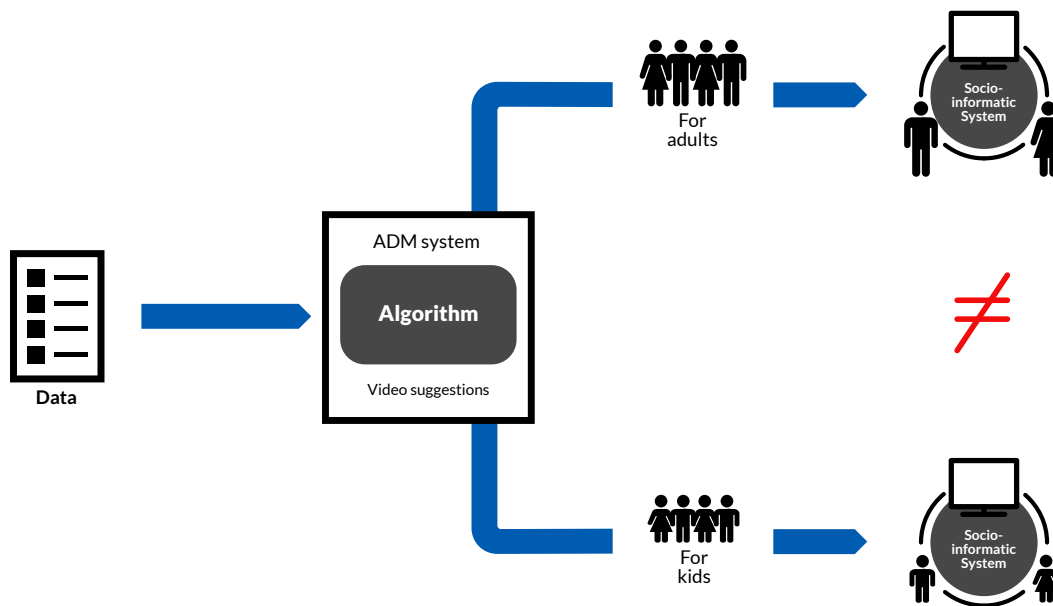 For
adults
Socio-
informatic
System
ADM system
Algorithm
Video suggestions
Data
≠
For
kids
Socio-
informatic
System